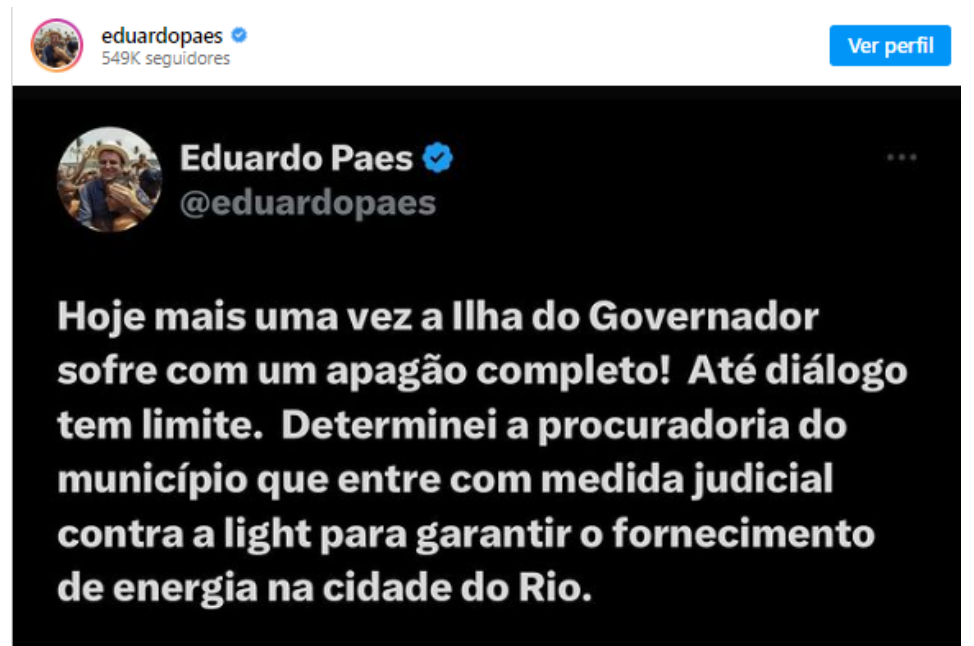 eduardopaes
549K seguidores
Ver perfil
Eduardo Paes
@eduardopaes
Hoje mais uma vez a Ilha do Governador
sofre com um apagão completo!  Até diálogo
tem limite.  Determinei a procuradoria do
município que entre com medida judicial
contra a light para garantir o fornecimento
de energia na cidade do Rio.